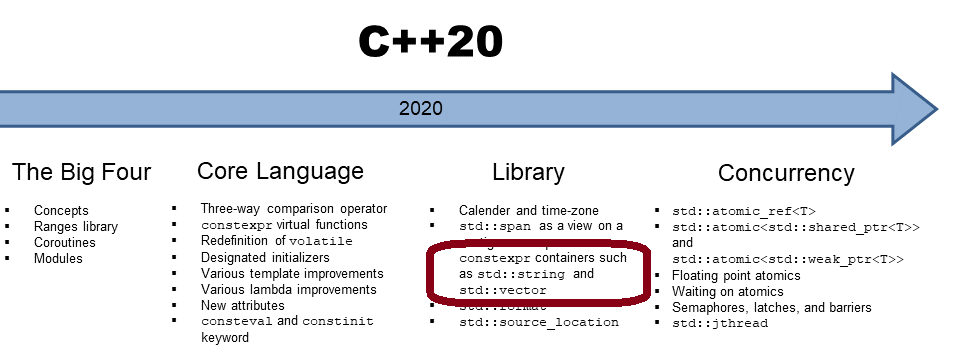 C++20
2020
The Big Four
Concepts
Ranges library
Coroutines
Modules
Core Language
Three-way comparison operator
constexpr virtual functions
Redefinition of volatile
Designated initializers
Various template improvements
Various lambda improvements
New attributes
consteval and constinit
keyword
Library
Calender and time-zone
std::span as a view on a
constexpr containers such
as std::string and
std::vector
std::format
std::source_location
Concurrency
std::atomic_ref<T>
std::atomic<std::shared_ptr<T>>
and
std::atomic<std::weak_ptr<T>>
Floating point atomics
Waiting on atomics
Semaphores, latches, and barriers
std::jthread